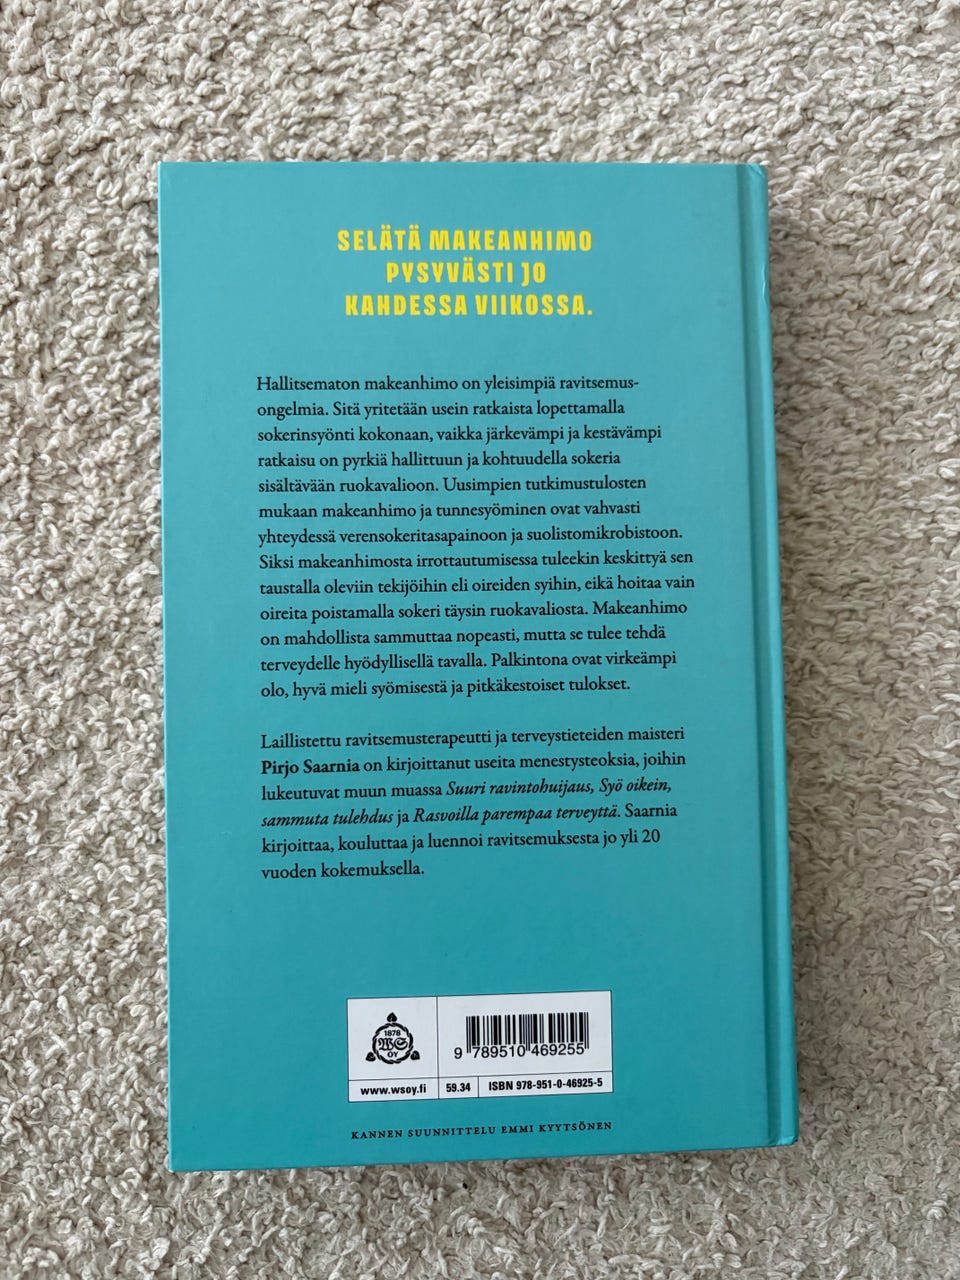 SELÄTÄ MAKEANHIMO
PYSYVÄSTI JO
KAHDESSA VIIKOSSA.
Hallitsematon makeanhimo on yleisimpiä ravitsemus-
ongelmia. Sitä yritetään usein ratkaista lopettamalla
sokerinsyönti kokonaan, vaikka järkevämpi ja kestävämpi
ratkaisu on pyrkiä hallittuun ja kohtuudella sokeria
sisältävään ruokavalioon. Uusimpien tutkimustulosten
mukaan makeanhimo ja tunnesyöminen ovat vahvasti
yhteydessä verensokeritasapainoon ja suolistomikrobistoon.
Siksi makeanhimosta irrottautumisessa tuleekin keskittyä sen
taustalla oleviin tekijöihin eli oireiden syihin, eikä hoitaa vain
oireita poistamalla sokeri täysin ruokavaliosta. Makeanhimo
on mahdollista sammuttaa nopeasti, mutta se tulee tehdä
terveydelle hyödyllisellä tavalla. Palkintona ovat virkeämpi
olo, hyvä mieli syömisestä ja pitkäkestoiset tulokset.
Laillistettu ravitsemusterapeutti ja terveystieteiden maisteri
Pirjo Saarnia on kirjoittanut useita menestysteoksia, joihin
lukeutuvat muun muassa Suuri ravintohuijaus, Syö oikein,
sammuta tulehdus ja Rasvoilla parempaa terveyttä. Saarnia
kirjoittaa, kouluttaa ja luennoi ravitsemuksesta jo yli 20
vuoden kokemuksella.
1878
WS
OY
9 789510 469255
www.wsoy.fi 59.34 ISBN 978-951-0-46925-5
KANNEN SUUNNITTELU EMMI KYYTSÖNEN